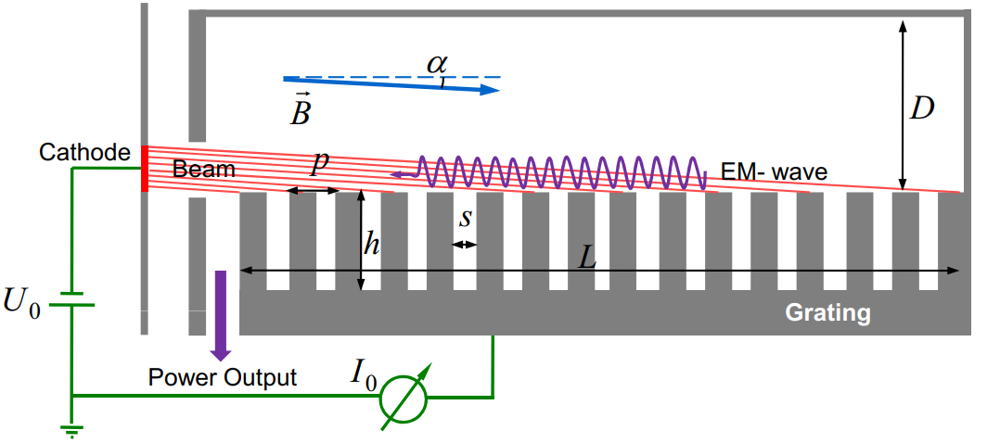 α
B⃗
D
Cathode
Beam
p
EM- wave
s
h
L
U₀
Grating
Power Output
I₀